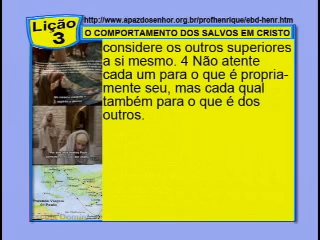 Lição
3
http://www.apazdosenhor.org.br/profhenrique/ebd-henr.htm
O COMPORTAMENTO DOS SALVOS EM CRISTO
considere os outros superiores
a si mesmo. 4 Não atente
cada um para o que é propria-
mente seu, mas cada qual
também para o que é dos
outros.